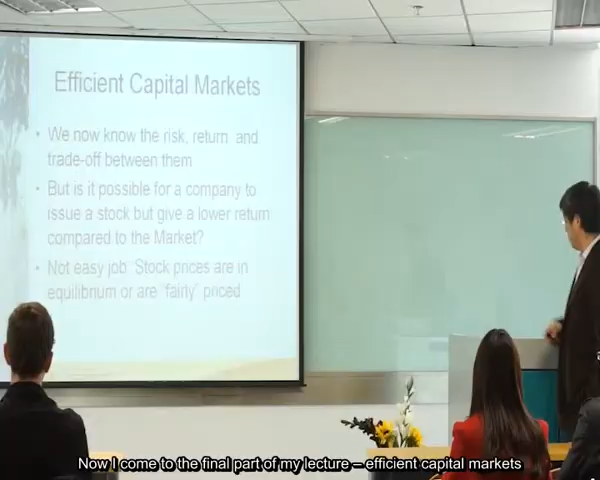 Efficient Capital Markets
• We now know the risk, return and
trade-off between them
• But is it possible for a company to
issue a stock but give a lower return
compared to the Market?
• Not easy job. Stock prices are in
equilibrium or are "fairly" priced
Now I come to the final part of my lecture – efficient capital markets